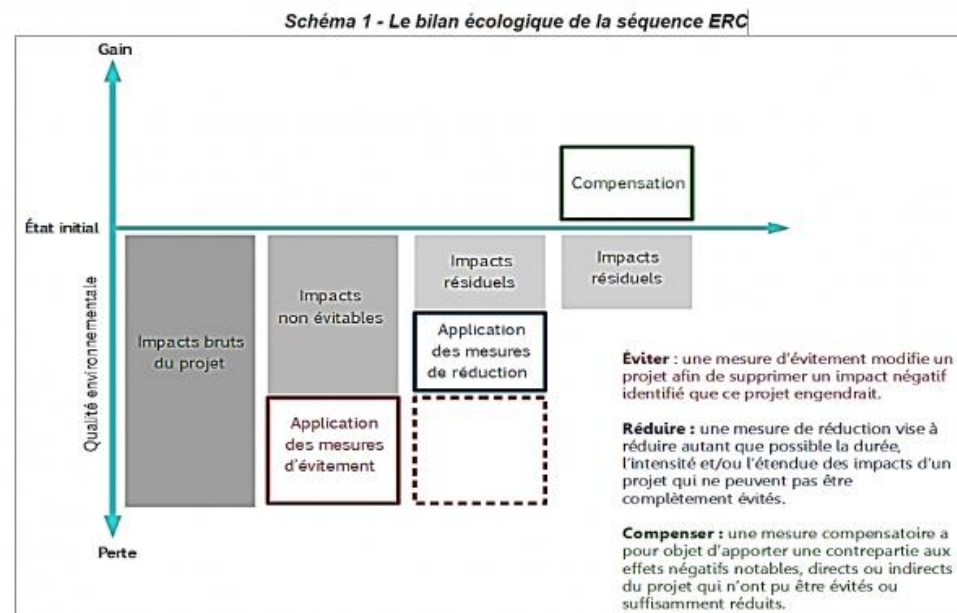 Schéma 1 - Le bilan écologique de la séquence ERC
Gain
Compensation
État initial
Qualité environnementale
Impacts bruts
du projet
Impacts
non évitables
Application
des mesures
d'évitement
Impacts
résiduels
Application
des mesures
de réduction
Impacts
résiduels
Perte
Éviter : une mesure d'évitement modifie un
projet afin de supprimer un impact négatif
identifié que ce projet engendrait.
Réduire : une mesure de réduction vise à
réduire autant que possible la durée,
l'intensité et/ou l'étendue des impacts d'un
projet qui ne peuvent pas être
complètement évités.
Compenser : une mesure compensatoire a
pour objet d'apporter une contrepartie aux
effets négatifs notables, directs ou indirects
du projet qui n'ont pu être évités ou
suffisamment réduits.